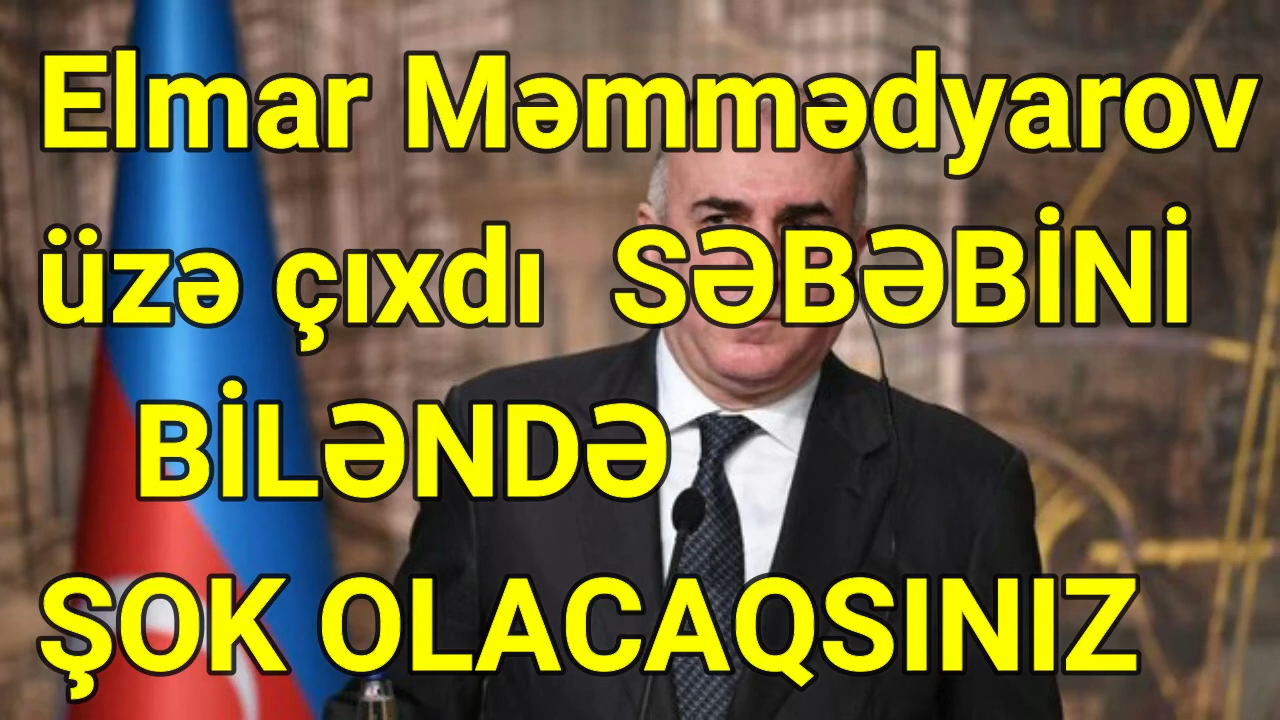 Elmar Məmmədyarov
üzə çıxdı SƏBƏBİNİ
BİLƏNDƏ
ŞOK OLACAQSINIZ